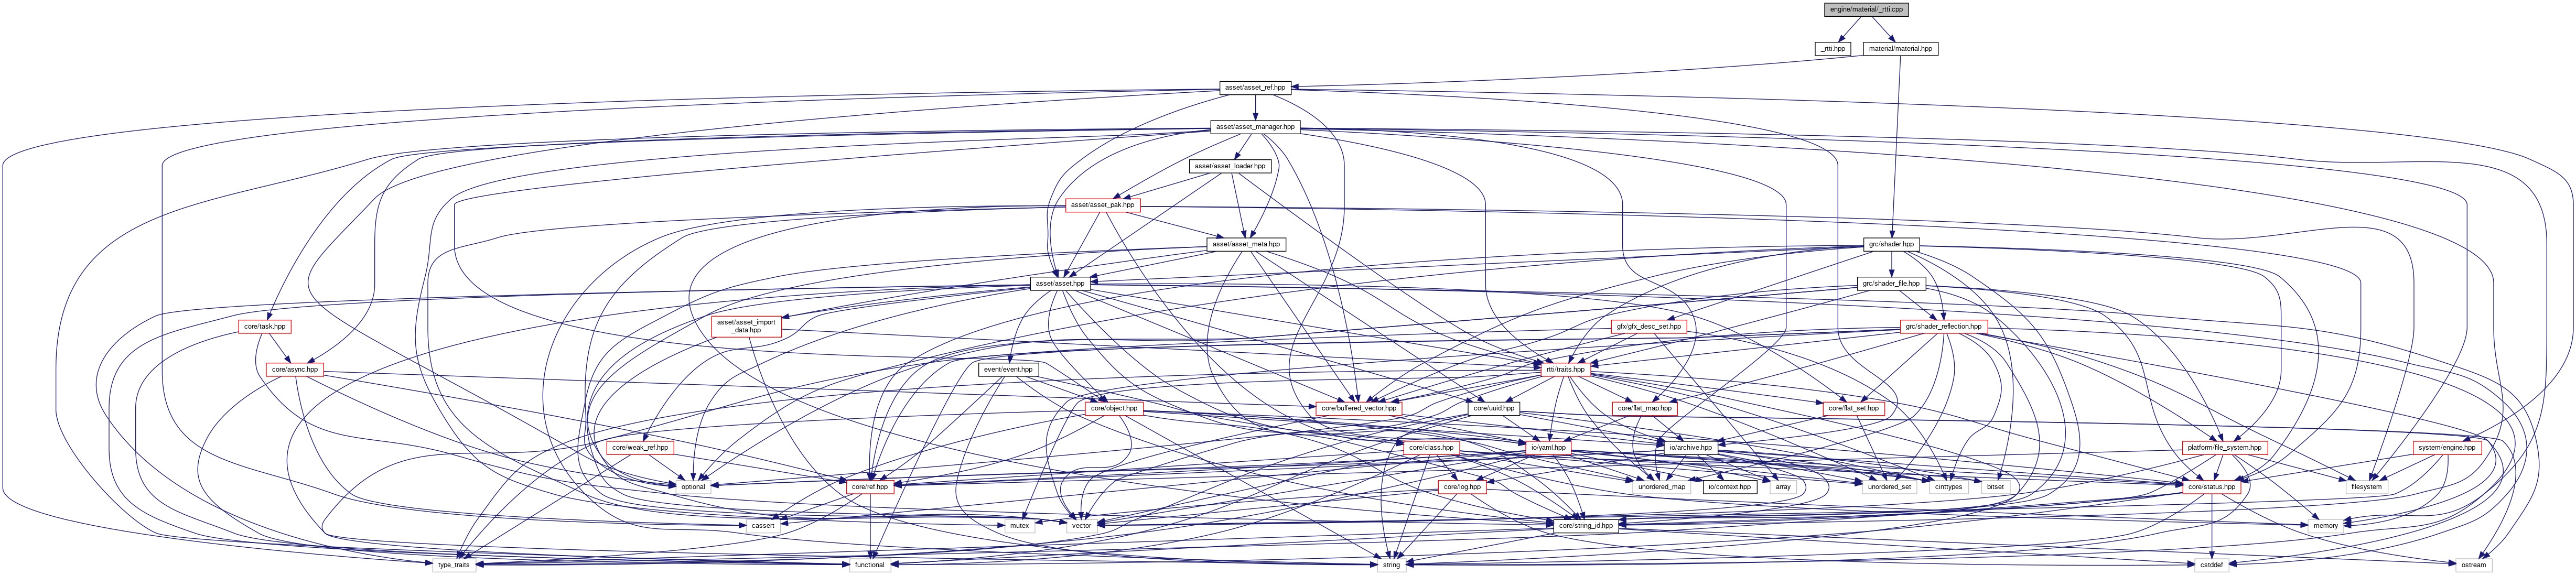 engine/material/_rtti.cpp
_rtti.hpp
material/material.hpp
asset/asset_ref.hpp
asset/asset_manager.hpp
asset/asset_loader.hpp
asset/asset_pak.hpp
asset/asset_meta.hpp
grc/shader.hpp
asset/asset.hpp
grc/shader_file.hpp
core/task.hpp
asset/asset_import
_data.hpp
gfx/gfx_desc_set.hpp
grc/shader_reflection.hpp
core/async.hpp
event/event.hpp
rtti/traits.hpp
core/object.hpp
core/buffered_vector.hpp
core/uuid.hpp
core/flat_map.hpp
core/flat_set.hpp
core/weak_ref.hpp
core/class.hpp
io/yaml.hpp
io/archive.hpp
platform/file_system.hpp
system/engine.hpp
optional
core/ref.hpp
core/log.hpp
unordered_map
io/context.hpp
array
unordered_set
cinttypes
bitset
core/status.hpp
filesystem
cassert
mutex
vector
core/string_id.hpp
memory
type_traits
functional
string
cstddef
ostream